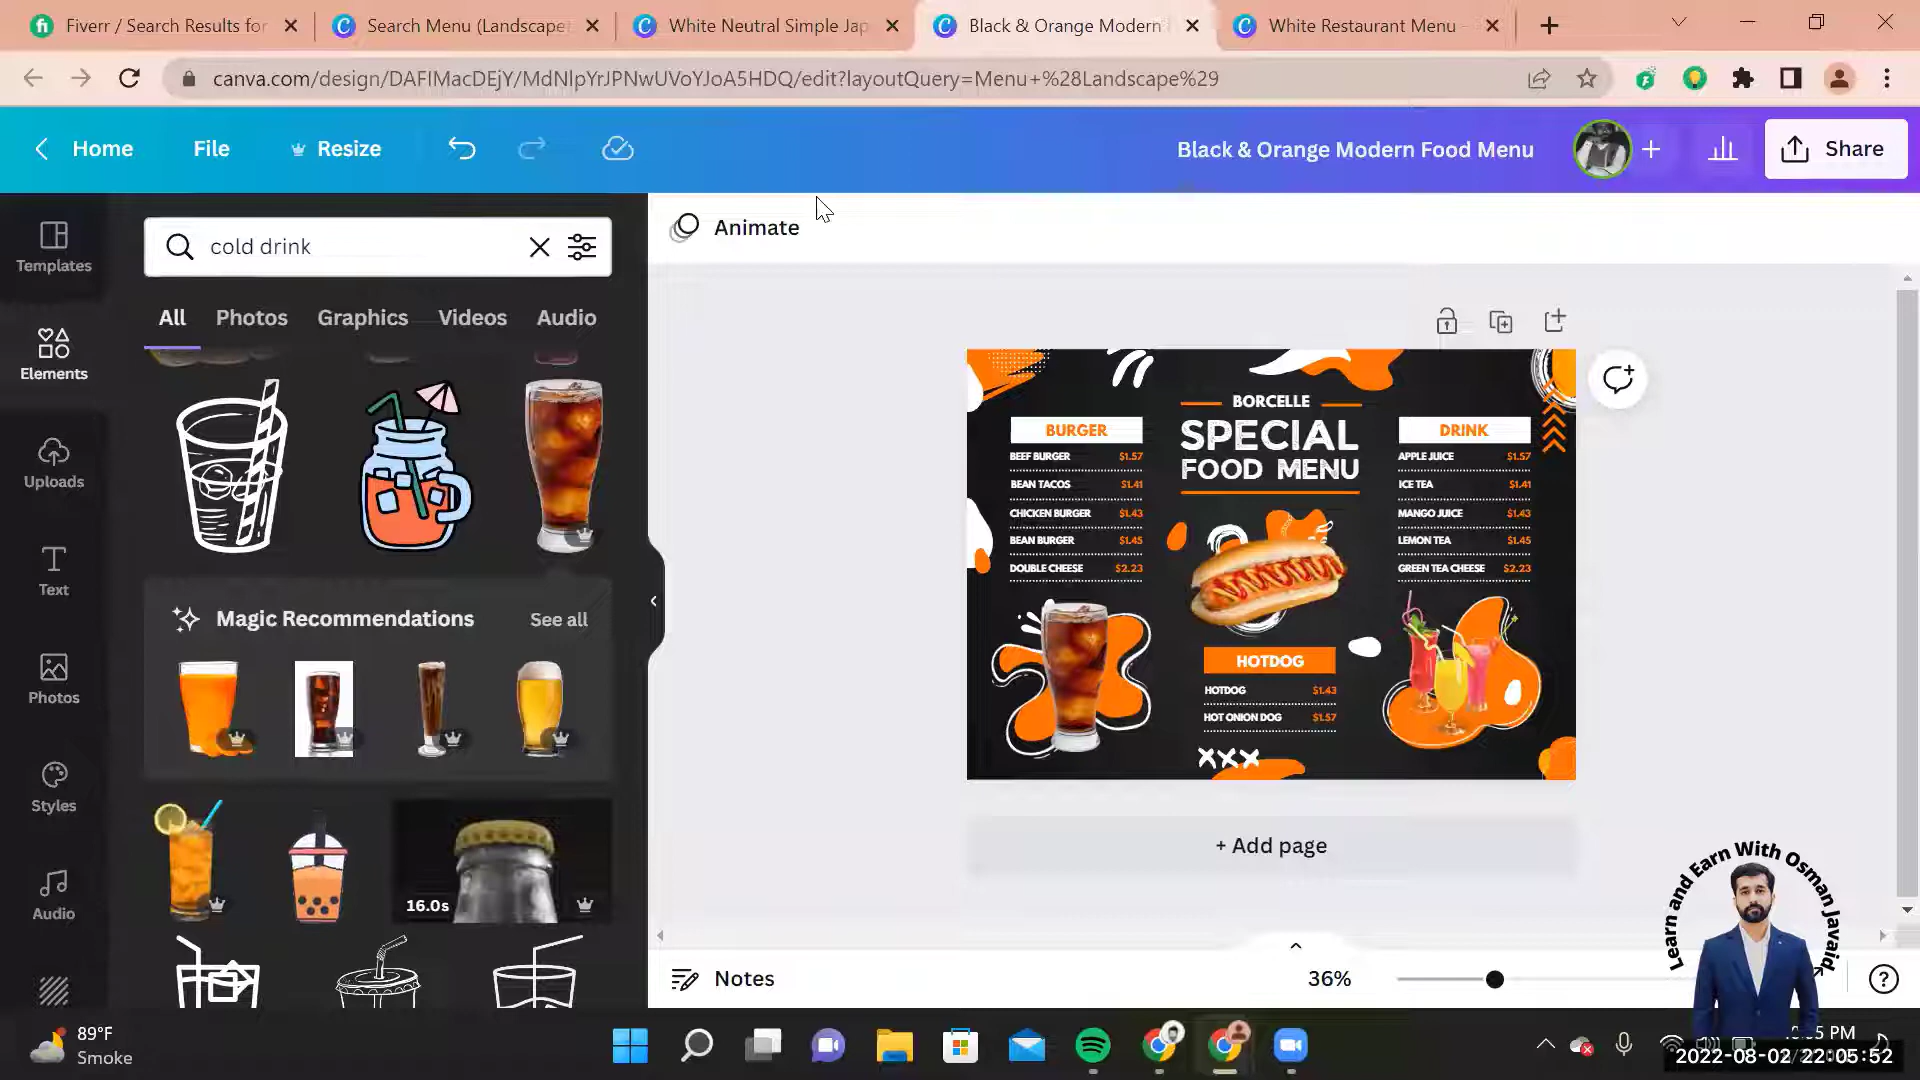 Fiverr / Search Results for
Search Menu (Landscape
White Neutral Simple Jap
Black & Orange Modern
White Restaurant Menu -
canva.com/design/DAFIMacDEjY/MdNlpYrJPNwUVoYJoA5HDQ/edit?layoutQuery=Menu+%28Landscape%29
Home
File
Resize
Black & Orange Modern Food Menu
Share
Templates
Elements
Uploads
Text
Photos
Styles
Audio
cold drink
All
Photos
Graphics
Videos
Audio
Magic Recommendations
See all
16.0s
Animate
BORCELLE
SPECIAL
FOOD MENU
BURGER
BEEF BURGER $1.57
BEAN TACOS $1.41
CHICKEN BURGER $1.43
BEAN BURGER $1.45
DOUBLE CHEESE $2.23
DRINK
APPLE JUICE $1.57
ICE TEA $1.41
MANGO JUICE $1.43
LEMON TEA $1.45
GREEN TEA CHEESE $2.23
HOTDOG
HOTDOG $1.43
HOT ONION DOG $1.57
XXX
+ Add page
Learn and Earn With Osman Javaid
Notes
36%
89°F
Smoke
2022-08-02 22:05:52